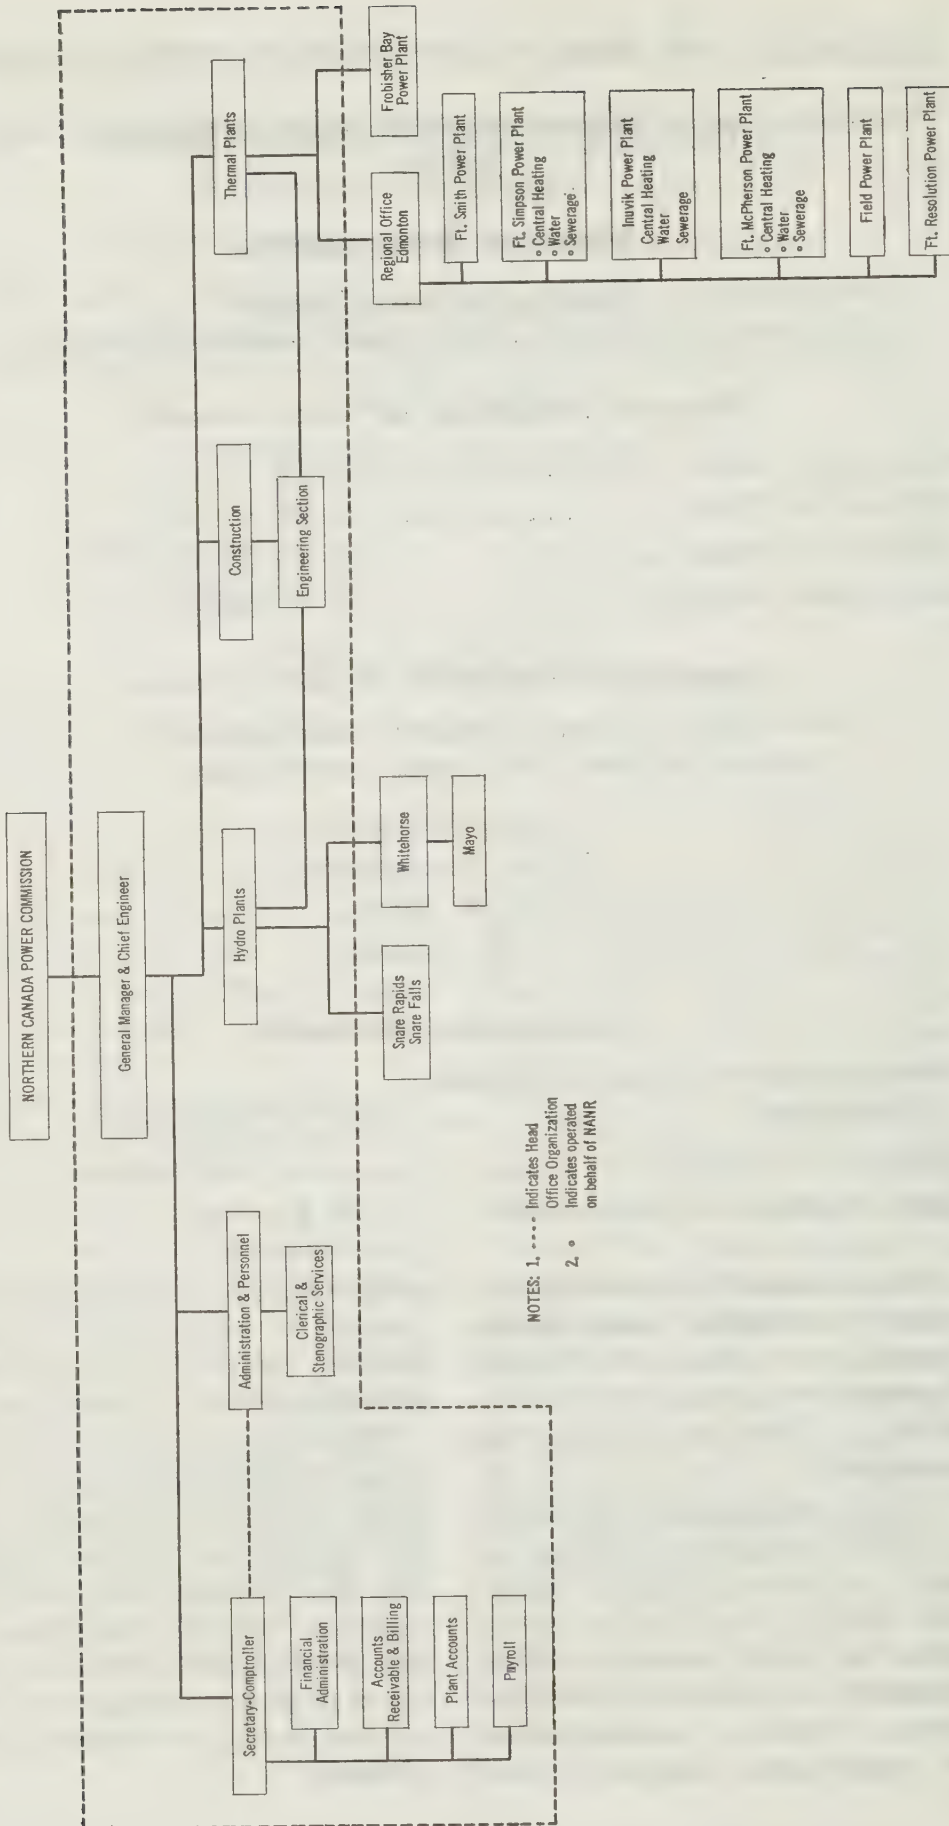 NORTHERN CANADA POWER COMMISSION
General Manager & Chief Engineer
Secretary-Comptroller
Financial
Administration
Accounts
Receivable & Billing
Plant Accounts
Payroll
Administration & Personnel
Clerical &
Stenographic Services
Hydro Plants
Snare Rapids
Snare Falls
Whitehorse
Mayo
Construction
Engineering Section
Thermal Plants
Regional Office
Edmonton
Frobisher Bay
Power Plant
Ft. Smith Power Plant
Ft. Simpson Power Plant
° Central Heating
° Water
° Sewerage
Inuvik Power Plant
Central Heating
Water
Sewerage
Ft. McPherson Power Plant
° Central Heating
° Water
° Sewerage
Field Power Plant
Ft. Resolution Power Plant
NOTES: 1. ---- Indicates Head
Office Organization
2. ° Indicates operated
on behalf of NANR